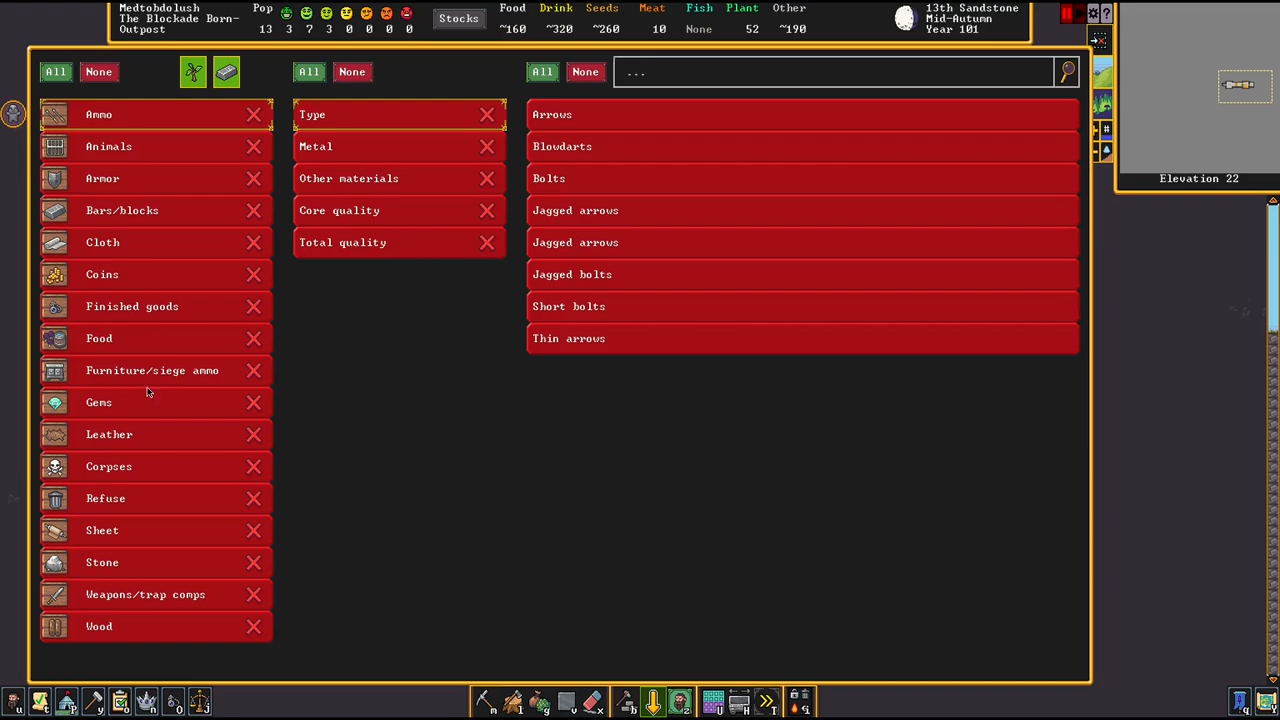 Medtobdolush
The Blockade Born-
Outpost
Pop
13 3 7 3 0 0 0 0
Stocks
Food Drink Seeds Meat Fish Plant Other
~160 ~320 ~260 10 None 52 ~190
13th Sandstone
Mid-Autumn
Year 101
Elevation 22
All None
All None
All None ...
Ammo
Animals
Armor
Bars/blocks
Cloth
Coins
Finished goods
Food
Furniture/siege ammo
Gems
Leather
Corpses
Refuse
Sheet
Stone
Weapons/trap comps
Wood
Type
Metal
Other materials
Core quality
Total quality
Arrows
Blowdarts
Bolts
Jagged arrows
Jagged arrows
Jagged bolts
Short bolts
Thin arrows